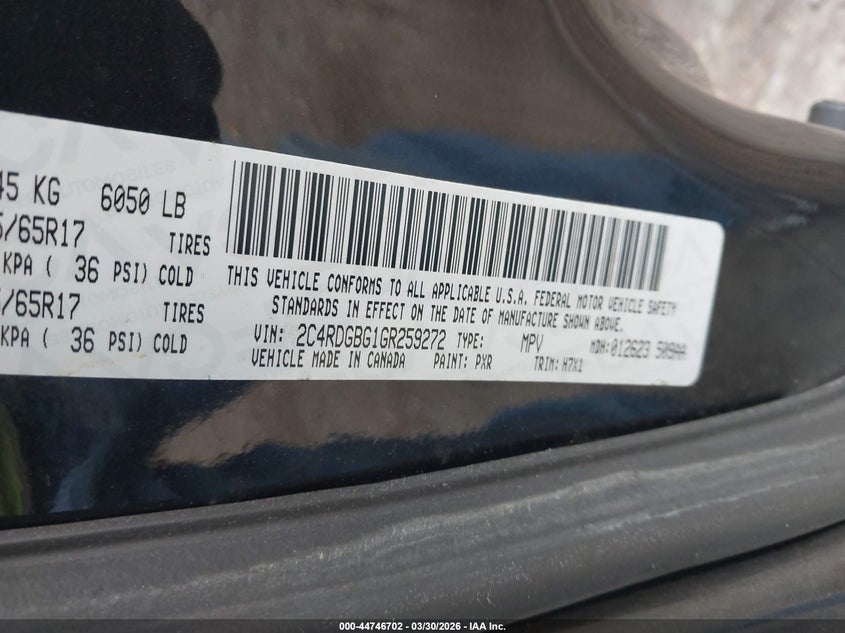 45 KG 6050 LB
/65R17 TIRES
KPA ( 36 PSI) COLD
/65R17 TIRES
KPA ( 36 PSI) COLD
THIS VEHICLE CONFORMS TO ALL APPLICABLE U.S.A. FEDERAL MOTOR VEHICLE SAFETY
STANDARDS IN EFFECT ON THE DATE OF MANUFACTURE SHOWN ABOVE.
VIN: 2C4RDGBG1GR259272 TYPE: MPV MDH:012623 509AA
VEHICLE MADE IN CANADA PAINT: PXR TRIM: H7X1
000-44746702 - 03/30/2026 - IAA Inc.